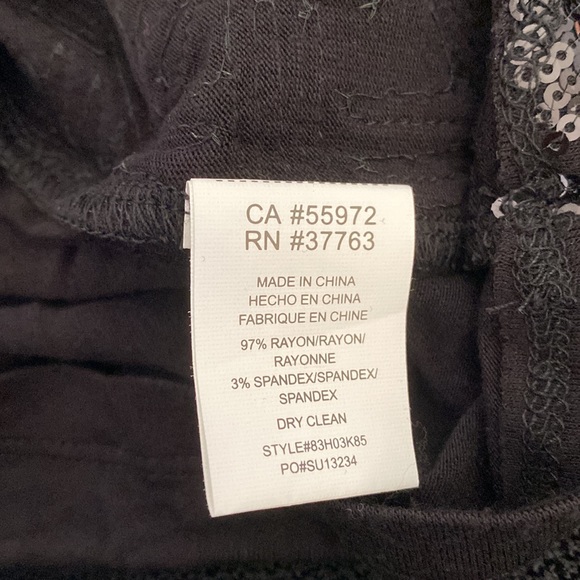 CA #55972
RN #37763
MADE IN CHINA
HECHO EN CHINA
FABRIQUE EN CHINE
97% RAYON/RAYON/
RAYONNE
3% SPANDEX/SPANDEX/
SPANDEX
DRY CLEAN
STYLE#83H03K85
PO#SU13234